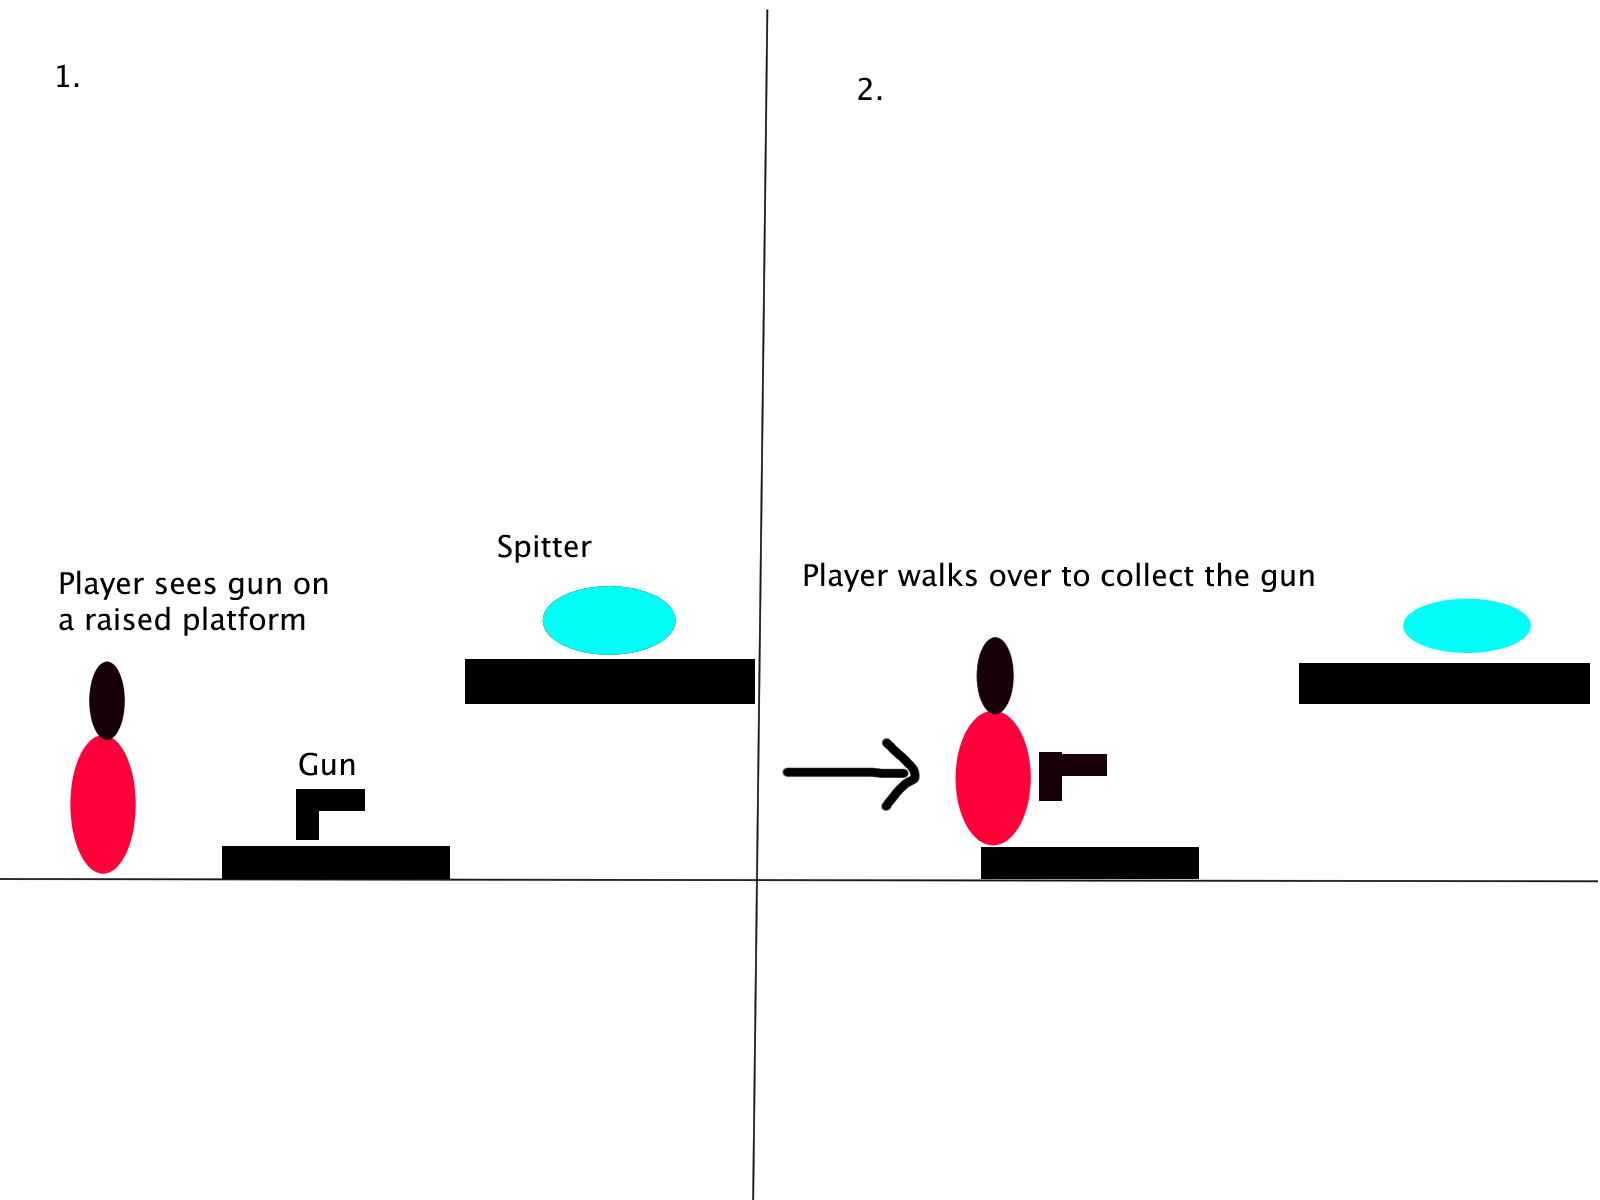 1.
Player sees gun on
a raised platform
Spitter
Gun
2.
Player walks over to collect the gun